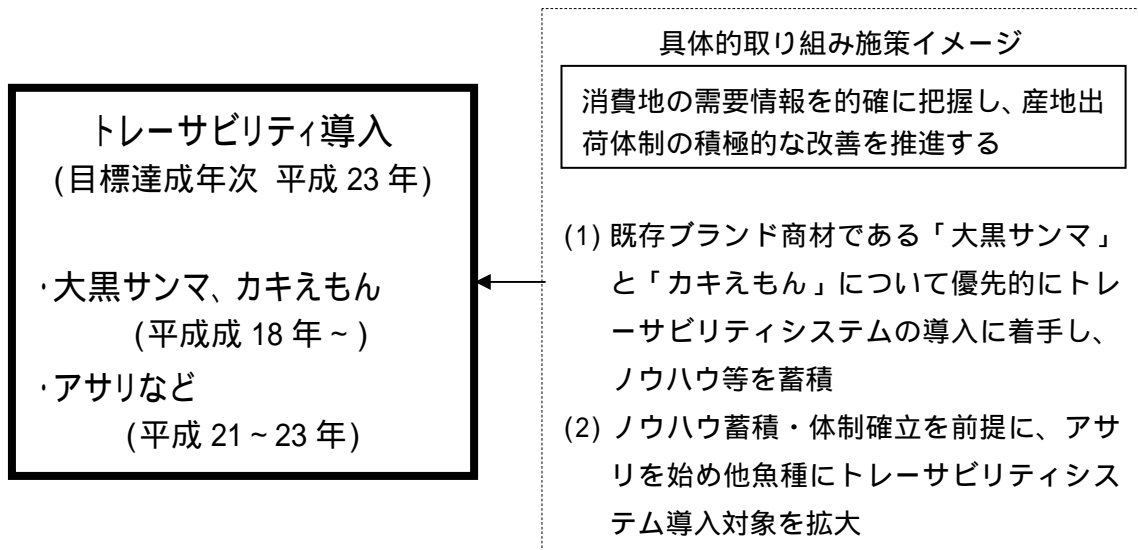 トレーサビリティ導入
(目標達成年次 平成 23 年)
・大黒サンマ、カキえもん
(平成成 18 年~)
・アサリなど
(平成 21~23 年)
具体的取り組み施策イメージ
消費地の需要情報を的確に把握し、産地出
荷体制の積極的な改善を推進する
(1) 既存ブランド商材である「大黒サンマ」
と「カキえもん」について優先的にトレ
ーサビリティシステムの導入に着手し、
ノウハウ等を蓄積
(2) ノウハウ蓄積・体制確立を前提に、アサ
リを始め他魚種にトレーサビリティシス
テム導入対象を拡大